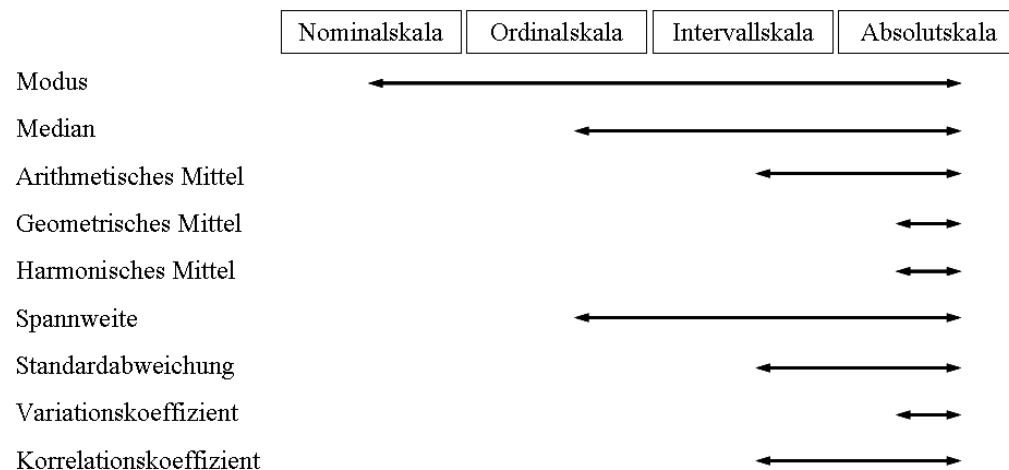 Nominalskala Ordinalskala Intervallskala Absolutskala
Modus
Median
Arithmetisches Mittel
Geometrisches Mittel
Harmonisches Mittel
Spannweite
Standardabweichung
Variationskoeffizient
Korrelationskoeffizient